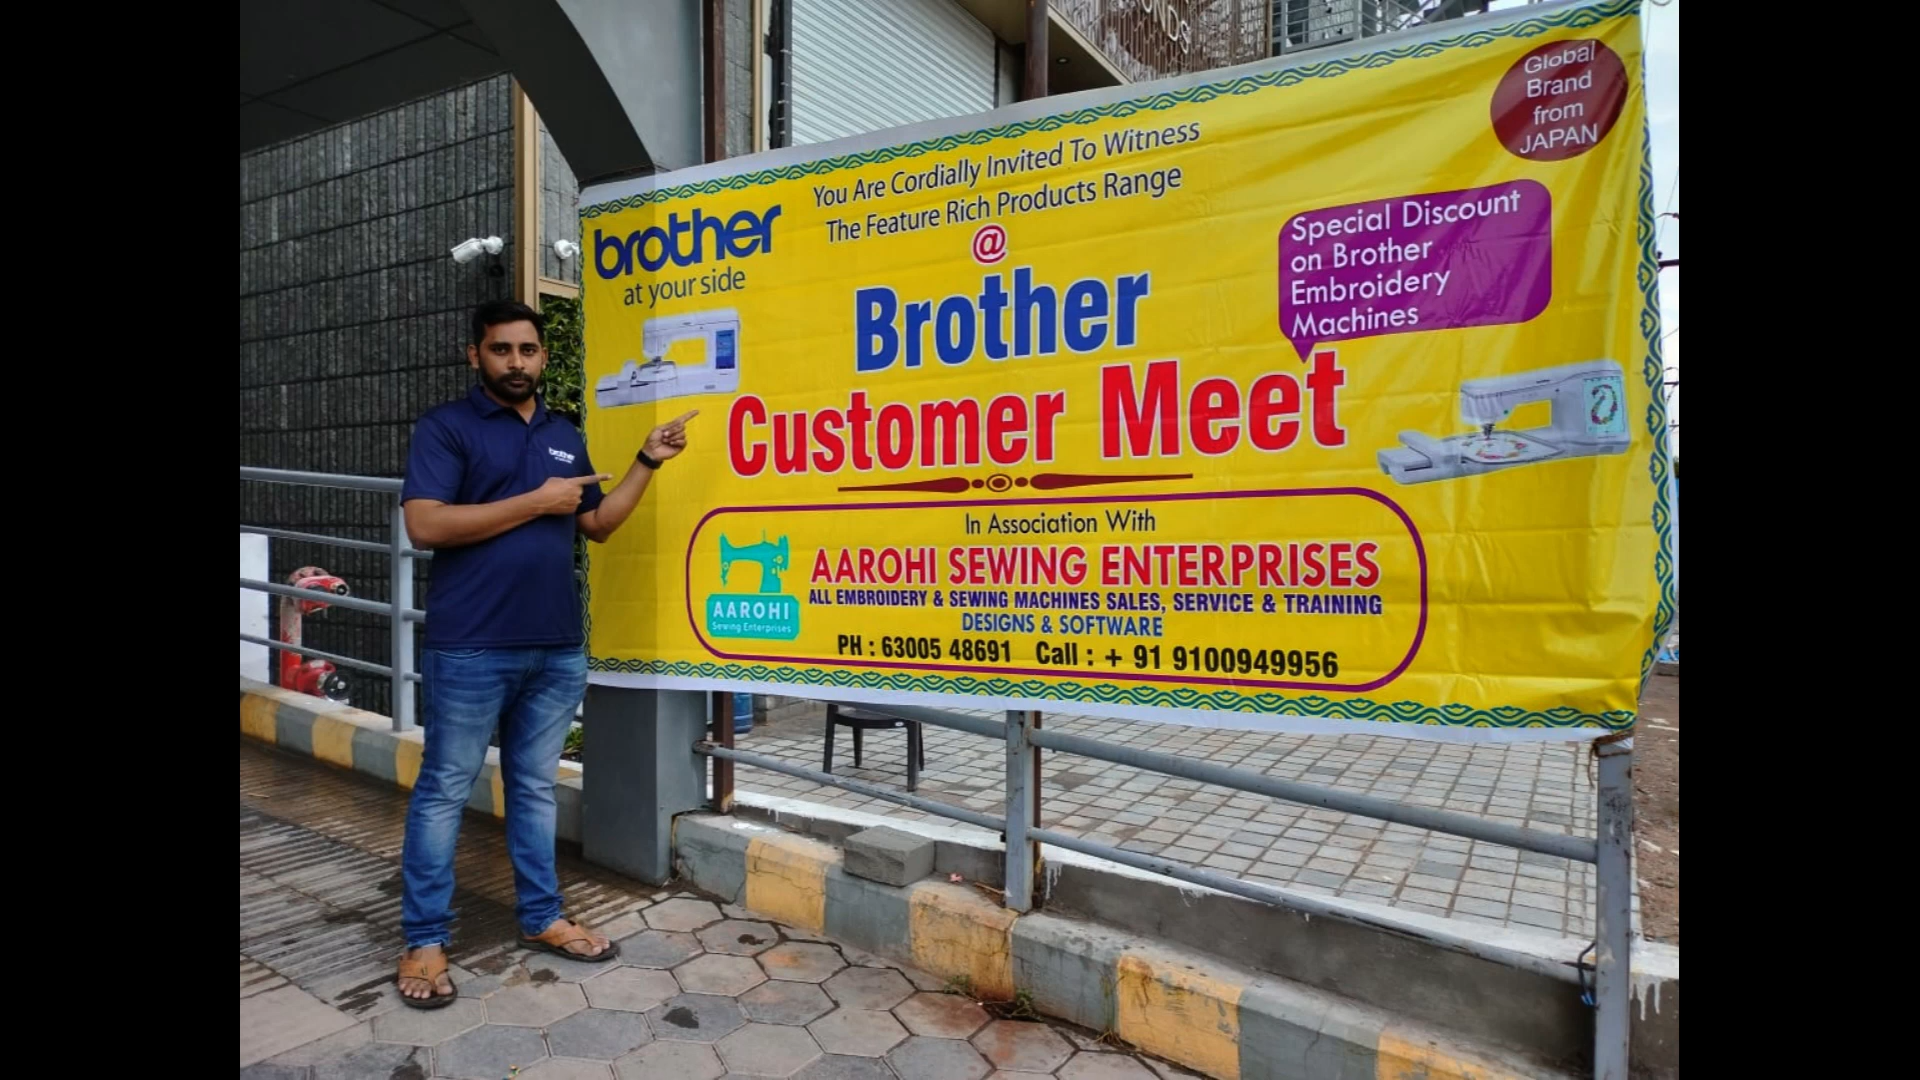 ONDS
Global
Brand
from
JAPAN
You Are Cordially Invited To Witness
The Feature Rich Products Range
@
brother
at your side
Special Discount
on Brother
Embroidery
Machines
Brother
Customer Meet
brother
In Association With
AAROHI SEWING ENTERPRISES
ALL EMBROIDERY & SEWING MACHINES SALES, SERVICE & TRAINING
DESIGNS & SOFTWARE
PH : 63005 48691 Call : + 91 9100949956
AAROHI
Sewing Enterprises